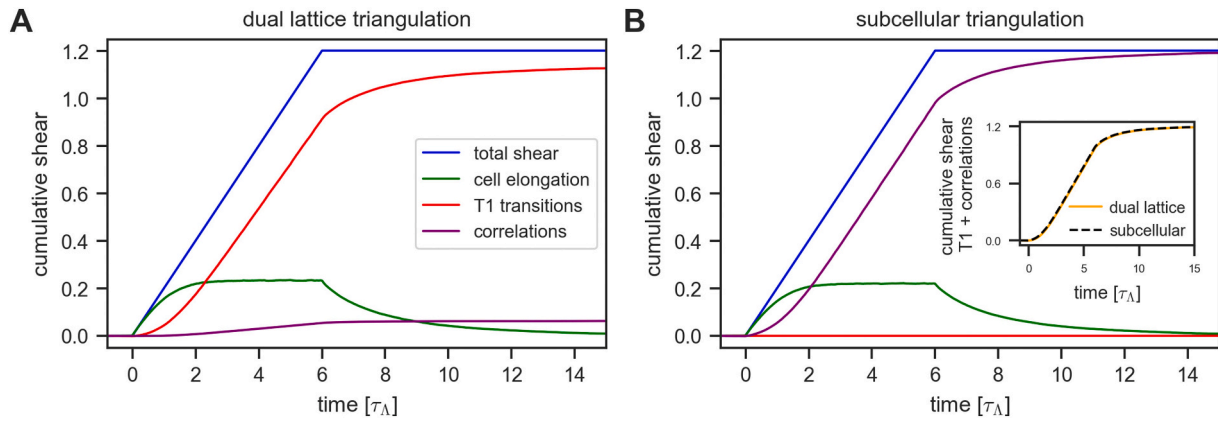 A
dual lattice triangulation
cumulative shear
1.2
1.0
0.8
0.6
0.4
0.2
0.0
total shear
cell elongation
T1 transitions
correlations
0 2 4 6 8 10 12 14
time [τΛ]
B
subcellular triangulation
cumulative shear
1.2
1.0
0.8
0.6
0.4
0.2
0.0
cumulative shear
T1 + correlations
1.2
0.6
0.0
dual lattice
subcellular
0 5 10 15
time [τΛ]
0 2 4 6 8 10 12 14
time [τΛ]